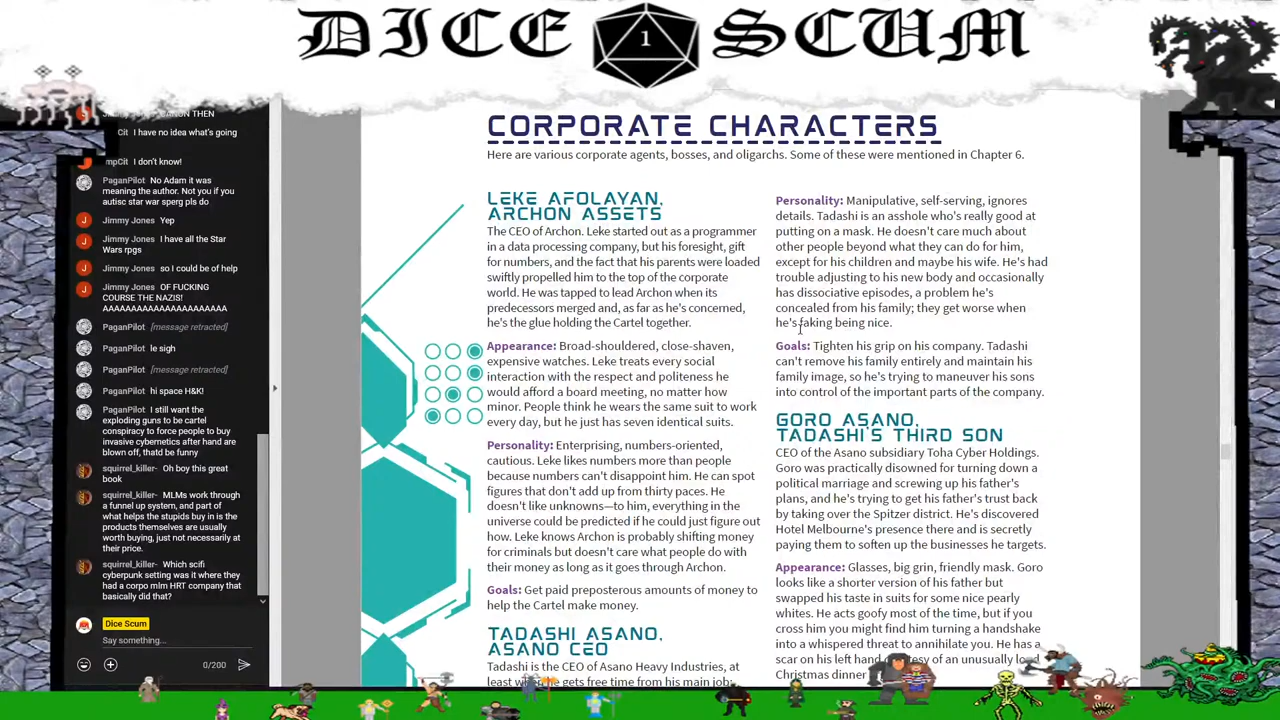 DICE 1 SCUM
ANON THEN
Cit I have no idea what's going
mpCit I don't know!
PaganPilot No Adam it was
meaning the author. Not you if you
autisc star war sperg pls do
Jimmy Jones Yep
Jimmy Jones I have all the Star
Wars rpgs
Jimmy Jones so I could be of help
Jimmy Jones OF FUCKING
COURSE THE NAZIS!
AAAAAAAAAAAAAAAAAAAAAA
PaganPilot [message retracted]
PaganPilot le sigh
PaganPilot [message retracted]
PaganPilot hi space H&K!
PaganPilot I still want the
exploding guns to be cartel
conspiracy to force people to buy
invasive cybernetics after hand are
blown off, thatd be funny
squirrel_killer- Oh boy this great
book
squirrel_killer- MLMs work through
a funnel up system, and part of
what helps the stupids buy in is the
products themselves are usually
worth buying, just not necessarily at
their price.
squirrel_killer- Which scifi
cyberpunk setting was it where they
had a corpo mlm HRT company that
basically did that?
Dice Scum
Say something...
0/200
CORPORATE CHARACTERS
Here are various corporate agents, bosses, and oligarchs. Some of these were mentioned in Chapter 6.
LEKE AFOLAYAN,
ARCHON ASSETS
The CEO of Archon. Leke started out as a programmer
in a data processing company, but his foresight, gift
for numbers, and the fact that his parents were loaded
swiftly propelled him to the top of the corporate
world. He was tapped to lead Archon when its
predecessors merged and, as far as he's concerned,
he's the glue holding the Cartel together.
Appearance: Broad-shouldered, close-shaven,
expensive watches. Leke treats every social
interaction with the respect and politeness he
would afford a board meeting, no matter how
minor. People think he wears the same suit to work
every day, but he just has seven identical suits.
Personality: Enterprising, numbers-oriented,
cautious. Leke likes numbers more than people
because numbers can't disappoint him. He can spot
figures that don't add up from thirty paces. He
doesn't like unknowns—to him, everything in the
universe could be predicted if he could just figure out
how. Leke knows Archon is probably shifting money
for criminals but doesn't care what people do with
their money as long as it goes through Archon.
Goals: Get paid preposterous amounts of money to
help the Cartel make money.
TADASHI ASANO,
ASANO CEO
Tadashi is the CEO of Asano Heavy Industries, at
least when he gets free time from his main job:
Personality: Manipulative, self-serving, ignores
details. Tadashi is an asshole who's really good at
putting on a mask. He doesn't care much about
other people beyond what they can do for him,
except for his children and maybe his wife. He's had
trouble adjusting to his new body and occasionally
has dissociative episodes, a problem he's
concealed from his family; they get worse when
he's faking being nice.
Goals: Tighten his grip on his company. Tadashi
can't remove his family entirely and maintain his
family image, so he's trying to maneuver his sons
into control of the important parts of the company.
GORO ASANO,
TADASHI'S THIRD SON
CEO of the Asano subsidiary Toha Cyber Holdings.
Goro was practically disowned for turning down a
political marriage and screwing up his father's
plans, and he's trying to get his father's trust back
by taking over the Spitzer district. He's discovered
Hotel Melbourne's presence there and is secretly
paying them to soften up the businesses he targets.
Appearance: Glasses, big grin, friendly mask. Goro
looks like a shorter version of his father but
swapped his taste in suits for some nice pearly
whites. He acts goofy most of the time, but if you
cross him you might find him turning a handshake
into a whispered threat to annihilate you. He has a
scar on his left hand, of an unusually
Christmas dinner